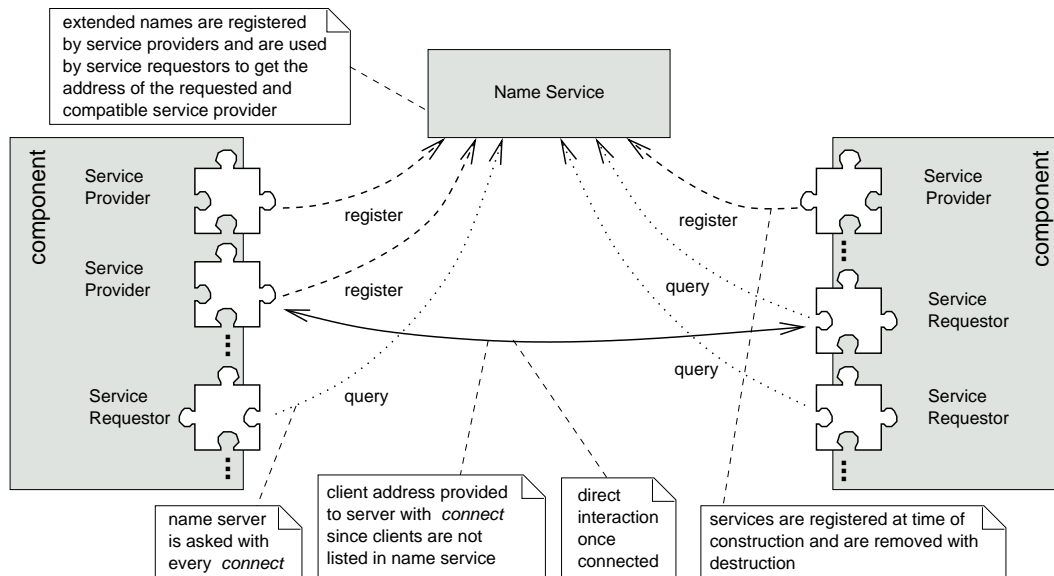 extended names are registered
by service providers and are used
by service requestors to get the
address of the requested and
compatible service provider
Name Service
component
Service
Provider
Service
Provider
Service
Requestor
register
register
query
register
query
query
component
Service
Provider
Service
Requestor
Service
Requestor
name server
is asked with
every connect
client address provided
to server with connect
since clients are not
listed in name service
direct
interaction
once
connected
services are registered at time of
construction and are removed with
destruction